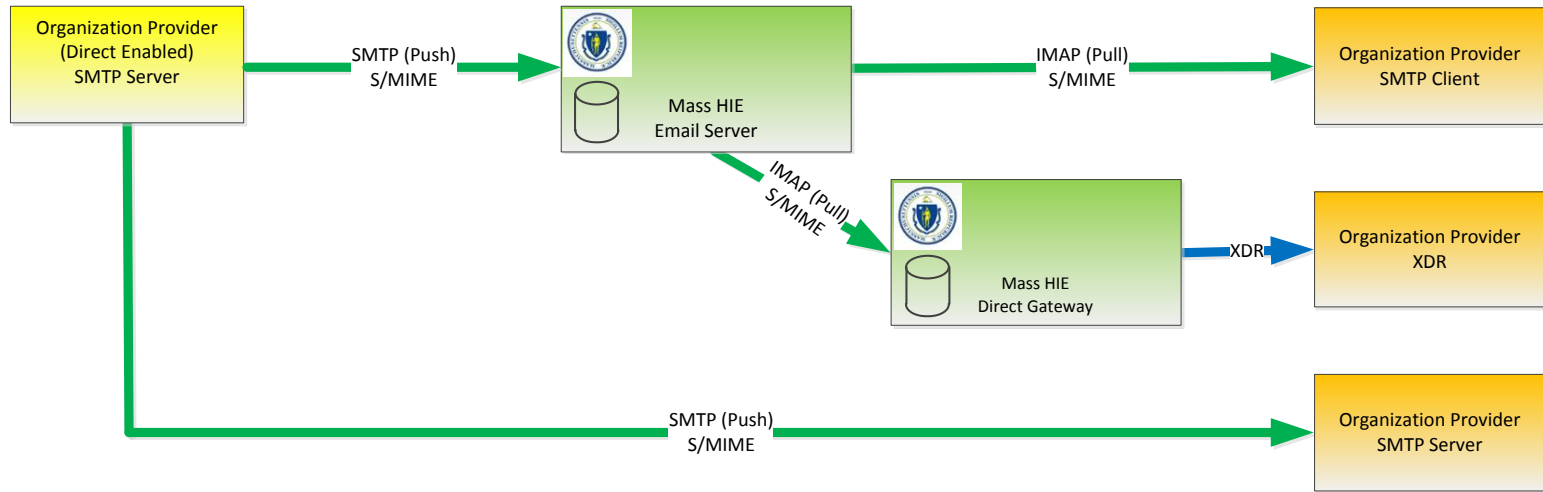 Organization Provider
(Direct Enabled)
SMTP Server
SMTP (Push)
S/MIME
Mass HIE
Email Server
IMAP (Pull)
S/MIME
Organization Provider
SMTP Client
IMAP (Pull)
S/MIME
Mass HIE
Direct Gateway
XDR
Organization Provider
XDR
SMTP (Push)
S/MIME
Organization Provider
SMTP Server